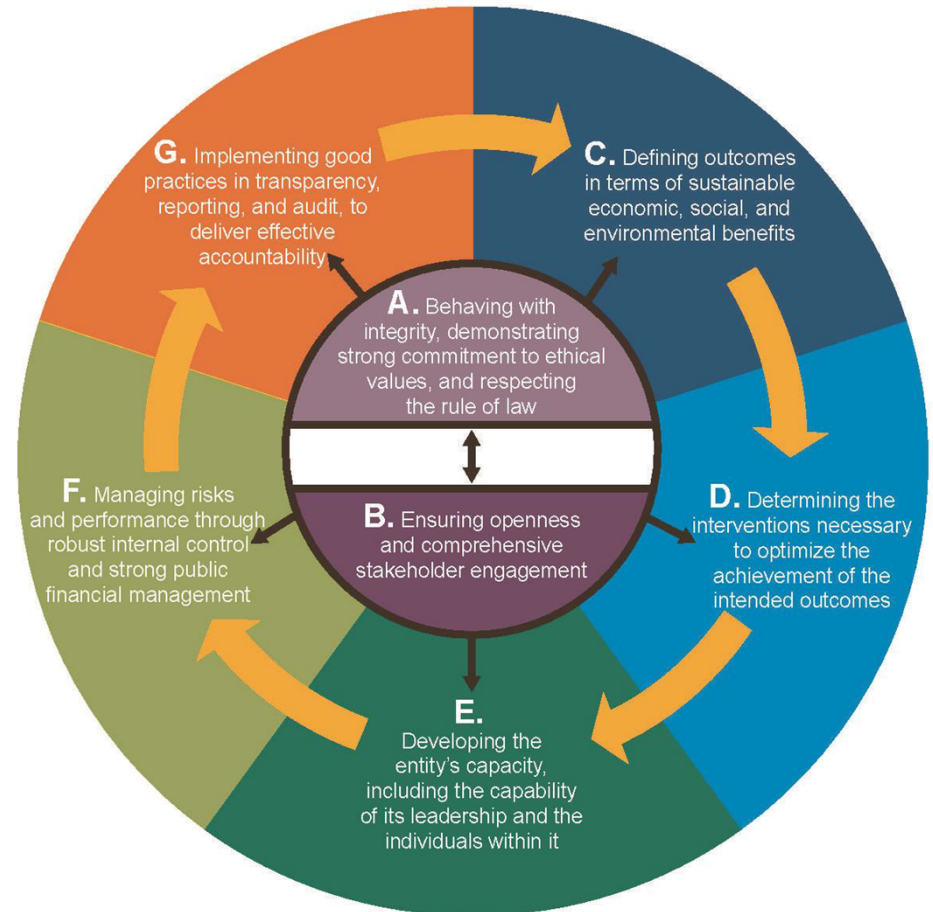 A. Behaving with
integrity, demonstrating
strong commitment to ethical
values, and respecting
the rule of law
B. Ensuring openness
and comprehensive
stakeholder engagement
C. Defining outcomes
in terms of sustainable
economic, social, and
environmental benefits
D. Determining the
interventions necessary
to optimize the
achievement of the
intended outcomes
E.
Developing the
entity’s capacity,
including the capability
of its leadership and the
individuals within it
F. Managing risks
and performance through
robust internal control
and strong public
financial management
G. Implementing good
practices in transparency,
reporting, and audit, to
deliver effective
accountability